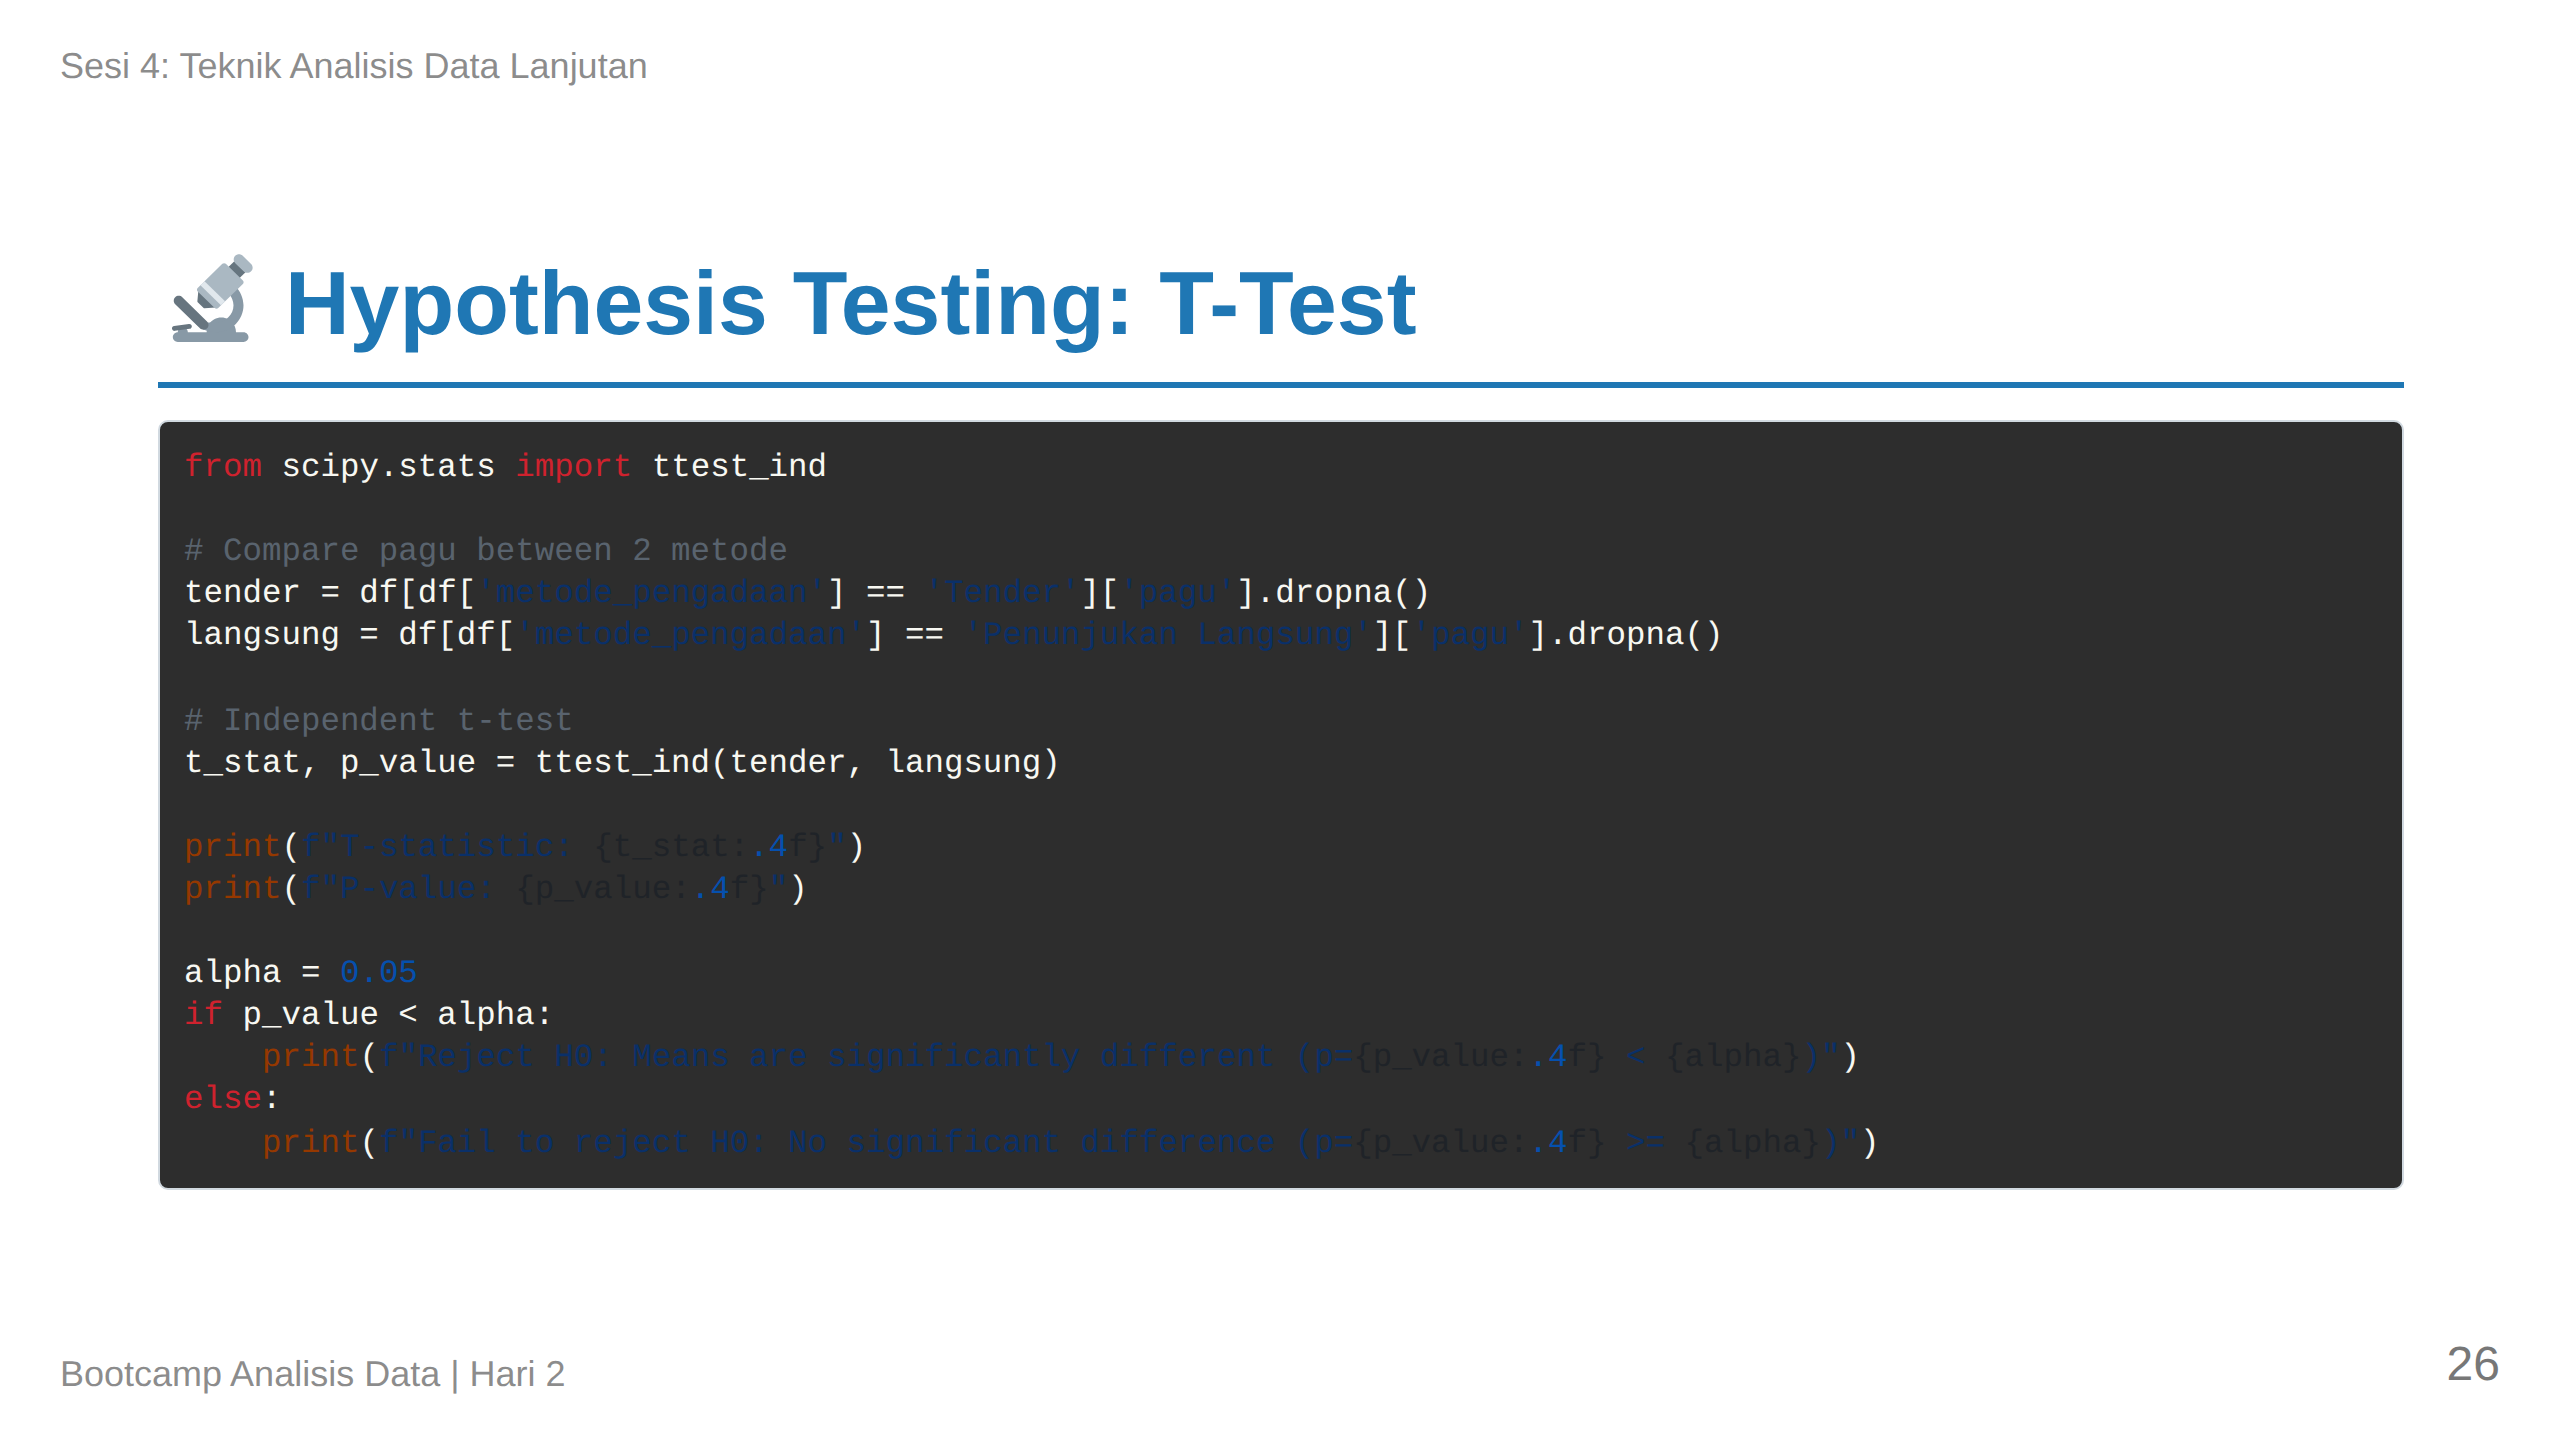 Sesi 4: Teknik Analisis Data Lanjutan
Hypothesis Testing: T-Test
from scipy.stats import ttest_ind
# Compare pagu between 2 metode
tender = df[df['metode_pengadaan'] == 'Tender']['pagu'].dropna()
langsung = df[df['metode_pengadaan'] == 'Penunjukan Langsung']['pagu'].dropna()
# Independent t-test
t_stat, p_value = ttest_ind(tender, langsung)
print(f"T-statistic: {t_stat:.4f}")
print(f"P-value: {p_value:.4f}")
alpha = 0.05
if p_value < alpha:
    print(f"Reject H0: Means are significantly different (p={p_value:.4f} < {alpha})")
else:
    print(f"Fail to reject H0: No significant difference (p={p_value:.4f} >= {alpha})")
Bootcamp Analisis Data | Hari 2
26